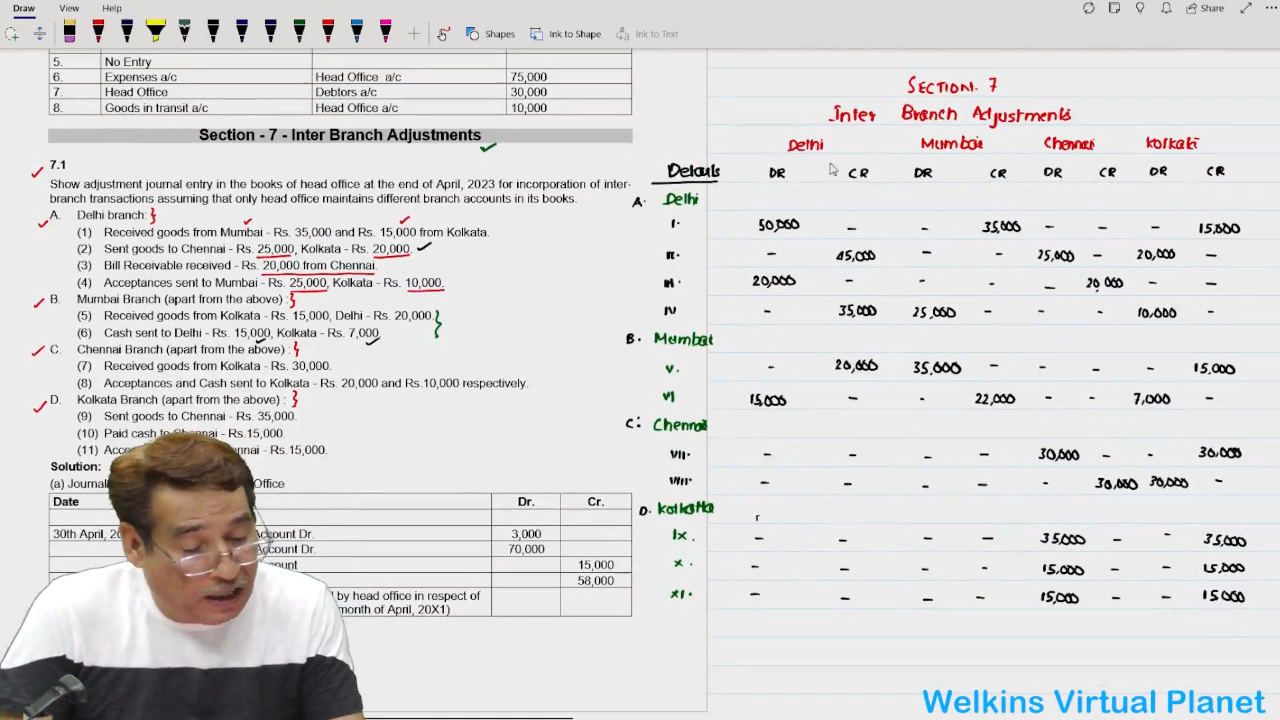 Draw View Help
Share
Shapes Ink to Shape Ink to Text
5. No Entry
6. Expenses a/c Head Office a/c 75,000
7. Head Office Debtors a/c 30,000
8. Goods in transit a/c Head Office a/c 10,000
Section - 7 - Inter Branch Adjustments
7.1
Show adjustment journal entry in the books of head office at the end of April, 2023 for incorporation of inter-
branch transactions assuming that only head office maintains different branch accounts in its books.
A. Delhi branch:
(1) Received goods from Mumbai - Rs. 35,000 and Rs. 15,000 from Kolkata.
(2) Sent goods to Chennai - Rs. 25,000, Kolkata - Rs. 20,000.
(3) Bill Receivable received - Rs. 20,000 from Chennai.
(4) Acceptances sent to Mumbai - Rs. 25,000, Kolkata - Rs. 10,000.
B. Mumbai Branch (apart from the above) :
(5) Received goods from Kolkata - Rs. 15,000, Delhi - Rs. 20,000.
(6) Cash sent to Delhi - Rs. 15,000, Kolkata - Rs. 7,000.
C. Chennai Branch (apart from the above) :
(7) Received goods from Kolkata - Rs. 30,000.
(8) Acceptances and Cash sent to Kolkata - Rs. 20,000 and Rs.10,000 respectively.
D. Kolkata Branch (apart from the above) :
(9) Sent goods to Chennai - Rs. 35,000.
(10) Paid cash to Chennai - Rs.15,000.
(11) Acce nnai - Rs.15,000.
Solution:
(a) Journal Office
Date Dr. Cr.
30th April, 20 Account Dr. 3,000
Account Dr. 70,000
ount 15,000
58,000
d by head office in respect of
month of April, 20X1)
SECTION. 7
Inter Branch Adjustments
Delhi Mumbai Chennai Kolkati
Details DR CR DR CR DR CR DR CR
A. Delhi
I. 50,000 - - 35,000 - - - 15,000
II. - 45,000 - - 25,000 - 20,000 -
III. 20,000 - - - - 20,000 - -
IV - 35,000 25,000 - - - 10,000 -
B. Mumbai
V. - 20,000 35,000 - - - - 15,000
VI 15,000 - - 22,000 - - 7,000 -
C: Chennai
VII. - - - - 30,000 - - 30,000
VIII. - - - - 30,000 30,000 -
D. Kolkatta
IX. - - - - 35,000 - - 35,000
X. - - - - 15,000 - - 15,000
XI. - - - - 15,000 - - 15000
Welkins Virtual Planet